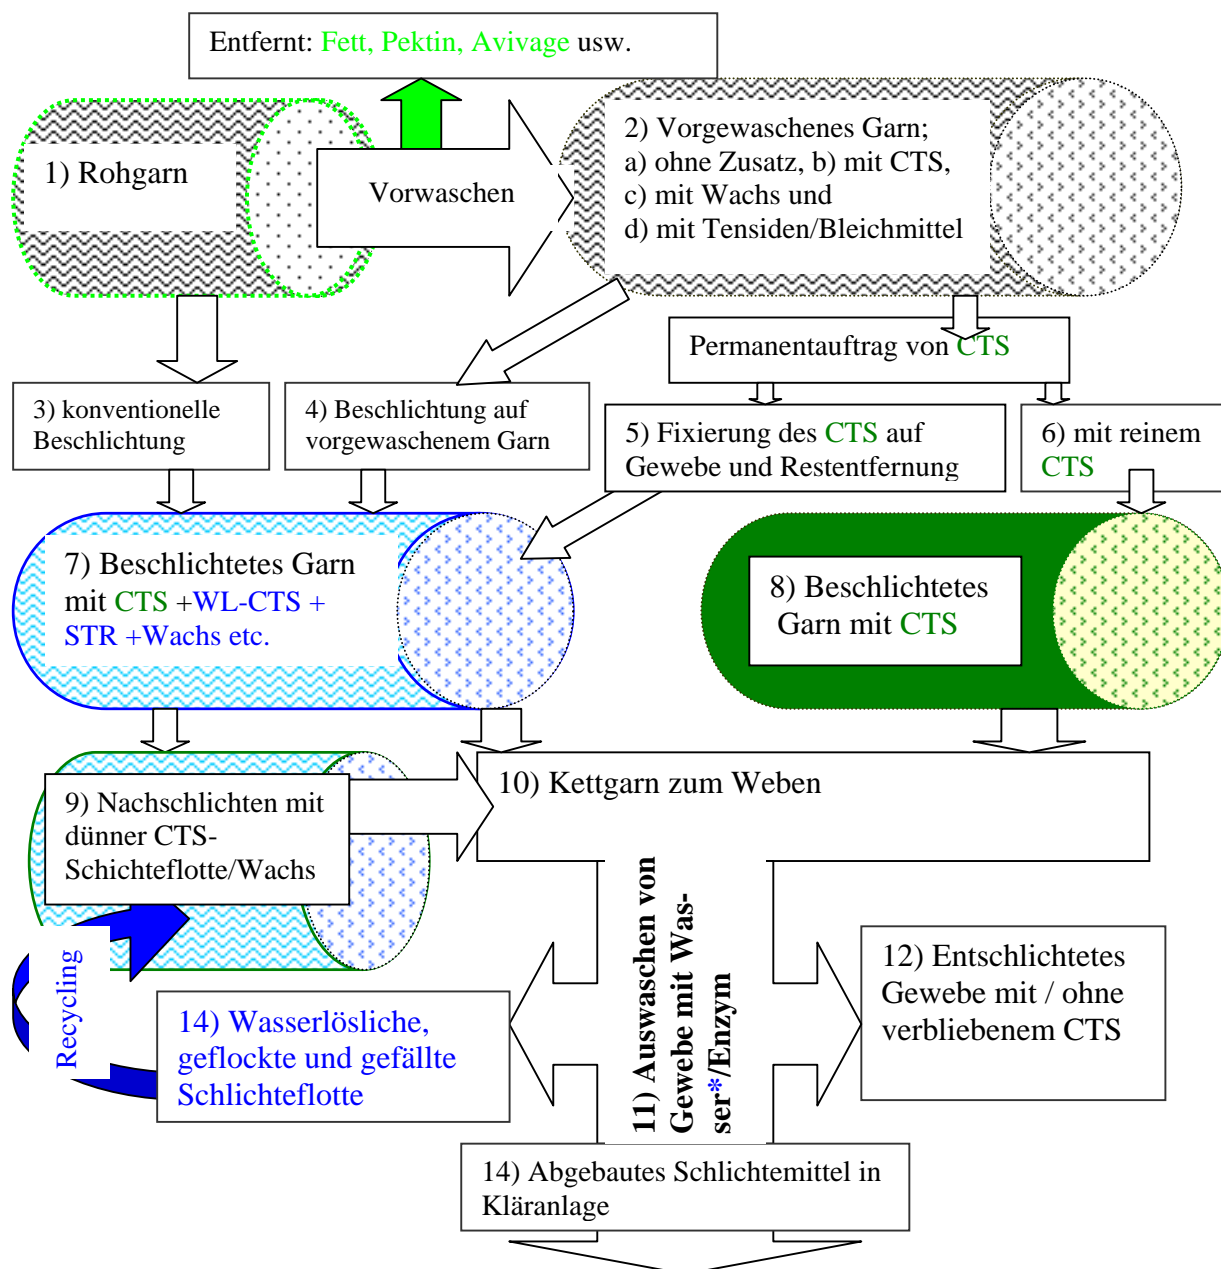 Entfernt: Fett, Pektin, Avivage usw.
1) Rohgarn
Vorwaschen
2) Vorgewaschenes Garn;
a) ohne Zusatz, b) mit CTS,
c) mit Wachs und
d) mit Tensiden/Bleichmittel
Permanentauftrag von CTS
3) konventionelle
Beschlichtung
4) Beschlichtung auf
vorgewaschenem Garn
5) Fixierung des CTS auf
Gewebe und Restentfernung
6) mit reinem
CTS
7) Beschlichtetes Garn
mit CTS +WL-CTS +
STR +Wachs etc.
8) Beschlichtetes
Garn mit CTS
9) Nachschlichten mit
dünner CTS-
Schichteflotte/Wachs
10) Kettgarn zum Weben
11) Auswaschen von
Gewebe mit Was-
ser*/Enzym
12) Entschlichtetes
Gewebe mit / ohne
verbliebenem CTS
Recycling
14) Wasserlösliche,
geflockte und gefällte
Schlichteflotte
14) Abgebautes Schlichtemittel in
Kläranlage